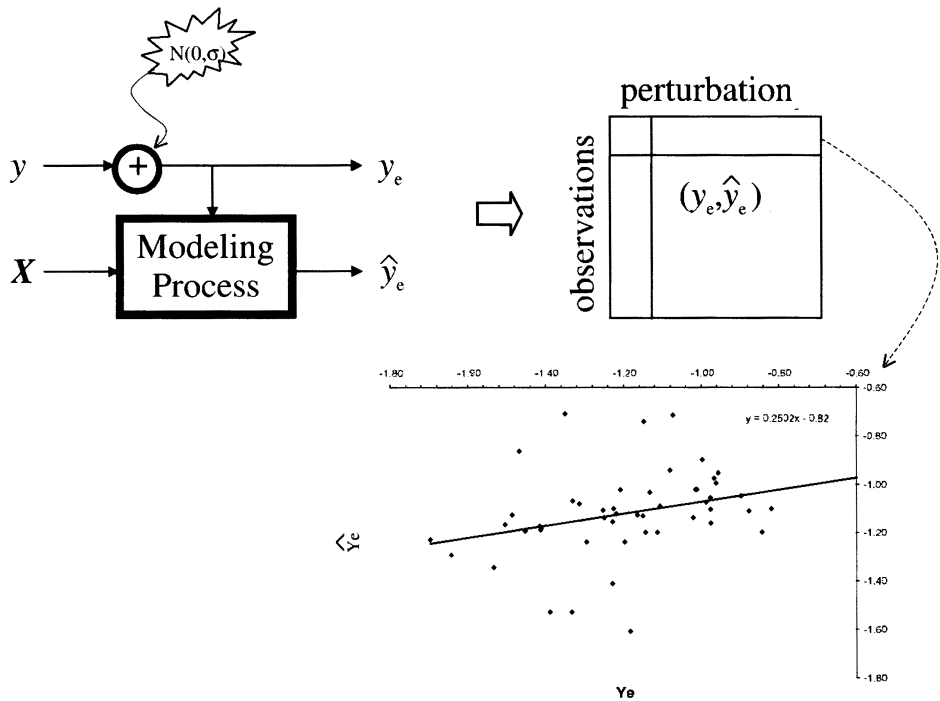 N(0,σ)
y
+
y_e
X
Modeling
Process
ŷ_e
perturbation
observations
(y_e,ŷ_e)
-1.80 -1.60 -1.40 -1.20 -1.00 -0.80 -0.60
-0.60
y = 0.2502x - 0.82
-0.80
-1.00
-1.20
-1.40
-1.60
-1.80
Ŷe
Ye